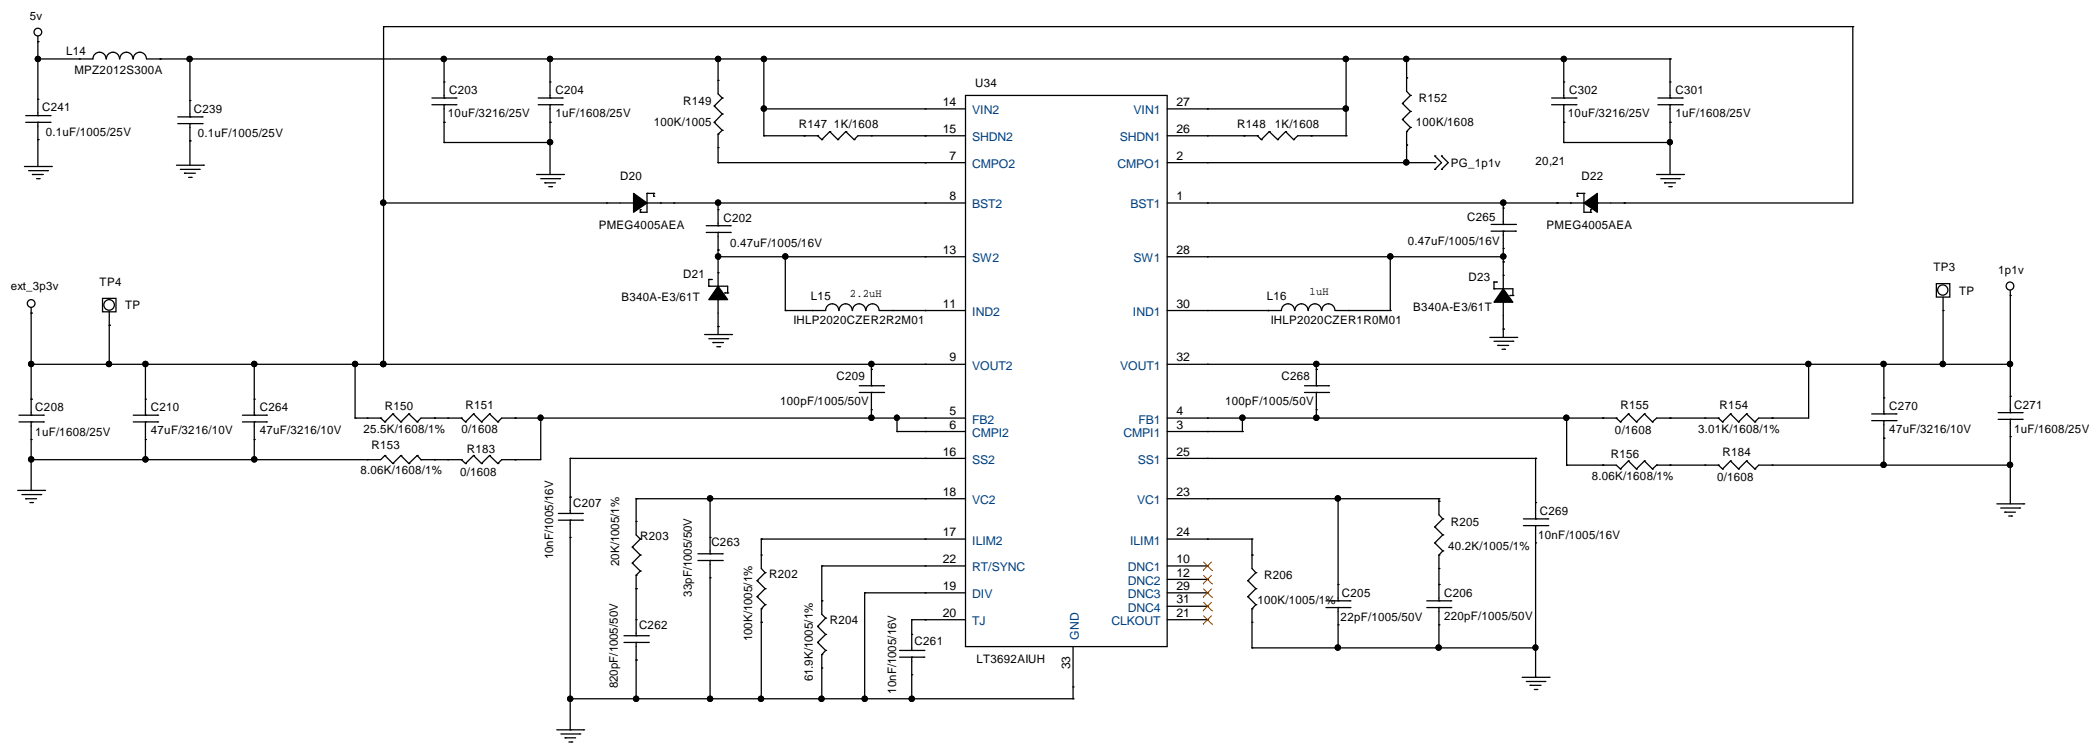 5v
L14
MPZ2012S300A
C241
0.1uF/1005/25V
C239
0.1uF/1005/25V
C203
10uF/3216/25V
C204
1uF/1608/25V
R149
100K/1005
R147 1K/1608
U34
14 VIN2
15 SHDN2
7 CMPO2
8 BST2
13 SW2
11 IND2
9 VOUT2
5 FB2
6 CMPI2
16 SS2
18 VC2
17 ILIM2
22 RT/SYNC
19 DIV
20 TJ
GND
33
LT3692AIUH
VIN1 27
SHDN1 26
CMPO1 2
BST1 1
SW1 28
IND1 30
VOUT1 32
FB1 4
CMPI1 3
SS1 25
VC1 23
ILIM1 24
DNC1 10
DNC2 12
DNC3 29
DNC4 31
CLKOUT 21
R148 1K/1608
R152
100K/1608
PG_1p1v 20,21
C302
10uF/3216/25V
C301
1uF/1608/25V
D20
PMEG4005AEA
C202
0.47uF/1005/16V
D21
B340A-E3/61T
L15 2.2uH
IHLP2020CZER2R2M01
D22
PMEG4005AEA
C265
0.47uF/1005/16V
D23
B340A-E3/61T
L16 1uH
IHLP2020CZER1R0M01
ext_3p3v
TP4
TP
TP3
TP
1p1v
C208
1uF/1608/25V
C210
47uF/3216/10V
C264
47uF/3216/10V
R150
25.5K/1608/1%
R151
0/1608
R153
8.06K/1608/1%
R183
0/1608
C209
100pF/1005/50V
C268
100pF/1005/50V
R155
0/1608
R154
3.01K/1608/1%
R156
8.06K/1608/1%
R184
0/1608
C270
47uF/3216/10V
C271
1uF/1608/25V
C207
10nF/1005/16V
R203
20K/1005/1%
C262
820pF/1005/50V
C263
33pF/1005/50V
R202
100K/1005/1%
R204
61.9K/1005/1%
C261
10nF/1005/16V
R206
100K/1005/1%
C205
22pF/1005/50V
R205
40.2K/1005/1%
C206
220pF/1005/50V
C269
10nF/1005/16V